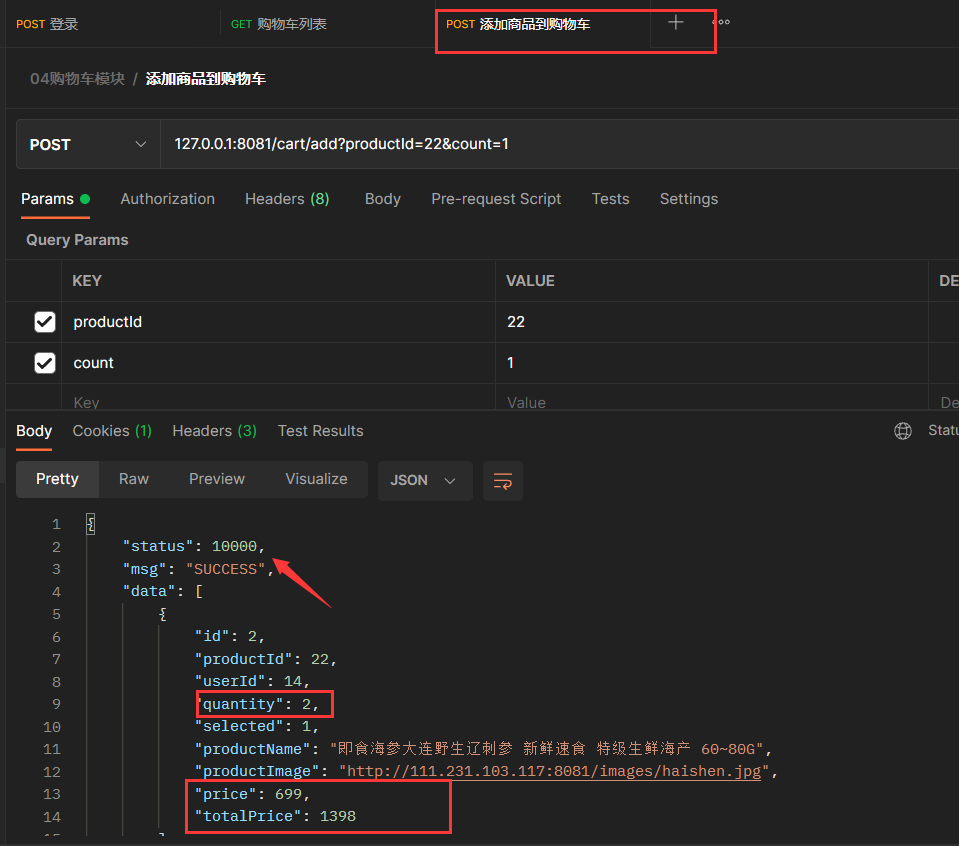 POST 登录 GET 购物车列表 POST 添加商品到购物车
04购物车模块 / 添加商品到购物车
POST 127.0.0.1:8081/cart/add?productId=22&count=1
Params Authorization Headers (8) Body Pre-request Script Tests Settings
Query Params
KEY VALUE DE
productId 22
count 1
Key Value De
Body Cookies (1) Headers (3) Test Results Statu
Pretty Raw Preview Visualize JSON
1 {
2 "status": 10000,
3 "msg": "SUCCESS",
4 "data": [
5 {
6 "id": 2,
7 "productId": 22,
8 "userId": 14,
9 "quantity": 2,
10 "selected": 1,
11 "productName": "即食海参大连野生辽刺参 新鲜速食 特级生鲜海产 60~80G",
12 "productImage": "http://111.231.103.117:8081/images/haishen.jpg",
13 "price": 699,
14 "totalPrice": 1398